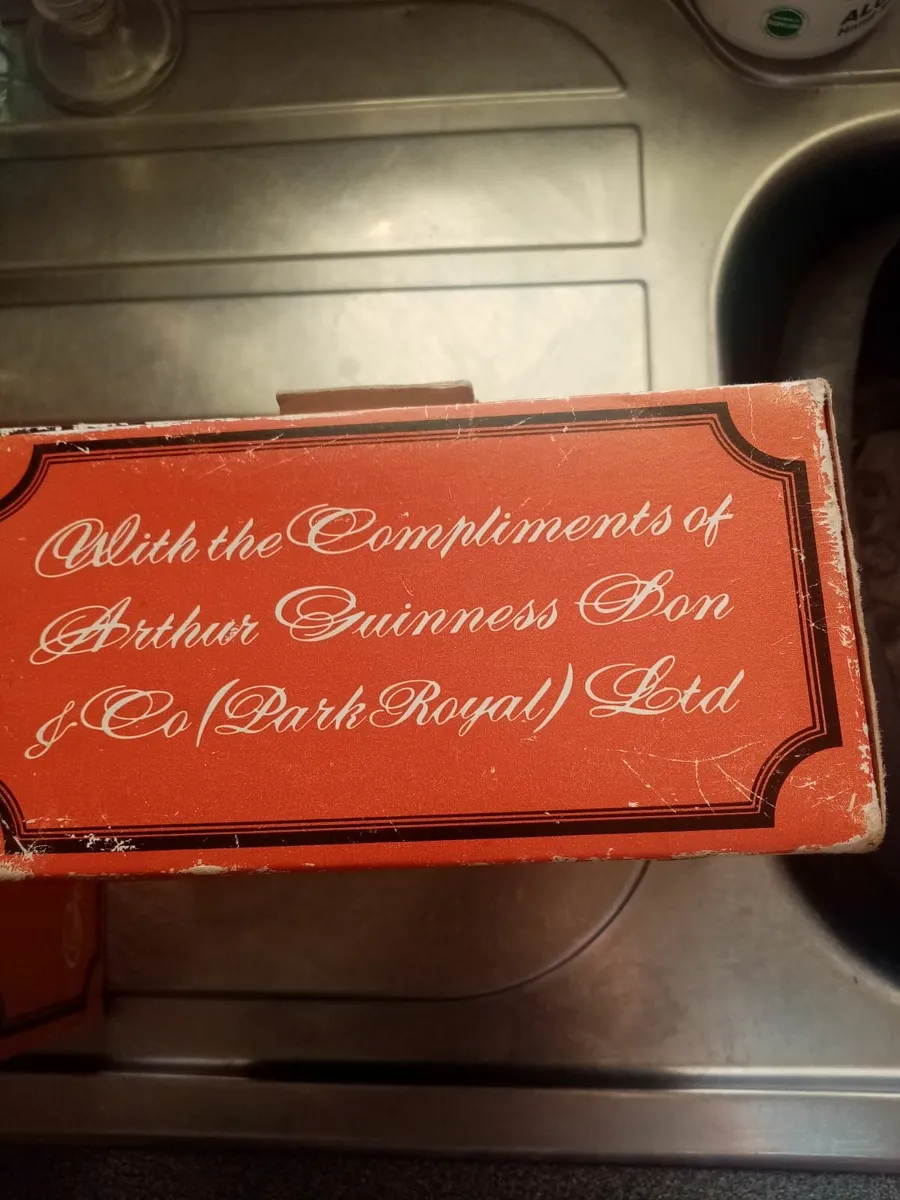 With the Compliments of
Arthur Guinness Son
& Co (Park Royal) Ltd